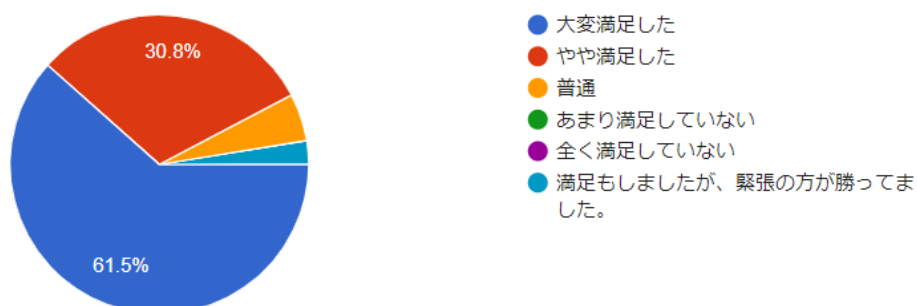 30.8%
61.5%
大変満足した
やや満足した
普通
あまり満足していない
全く満足していない
満足もしましたが、緊張の方が勝ってま
した。